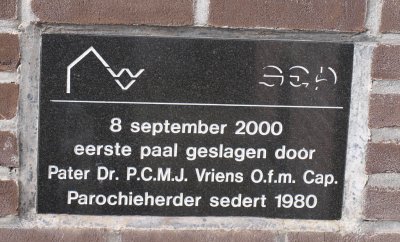 8 september 2000
eerste paal geslagen door
Pater Dr. P.C.M.J. Vriens O.f.m. Cap.
Parochieherder sedert 1980